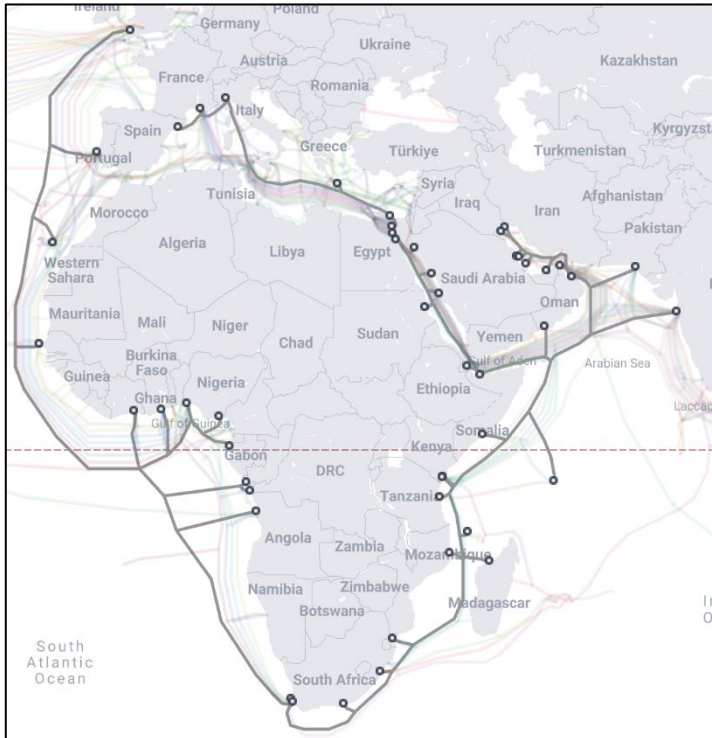 Ireland
Germany
Poland
Ukraine
Kazakhstan
France
Austria
Romania
Italy
Spain
Kyrgyzst
Portugal
Greece
Türkiye
Turkmenistan
Tunisia
Syria
Morocco
Iraq
Iran
Afghanistan
Algeria
Libya
Egypt
Pakistan
Western
Sahara
Saudi Arabia
Oman
Mauritania
Mali
Niger
Chad
Sudan
Yemen
Burkina
Faso
Gulf of Aden
Arabian Sea
Guinea
Nigeria
Ethiopia
Ghana
Gulf of Guinea
Laccad
Somalia
Gabon
Kenya
DRC
Tanzania
Angola
Zambia
Mozambique
Zimbabwe
Madagascar
Namibia
Botswana
In
O
South
Atlantic
Ocean
South Africa